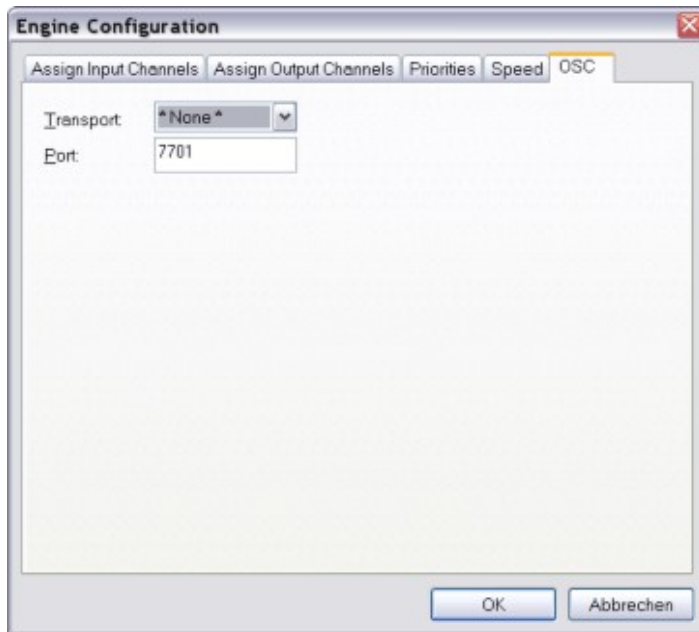 Engine Configuration
Assign Input Channels Assign Output Channels Priorities Speed OSC
Transport: *None*
Port: 7701
OK Abbrechen